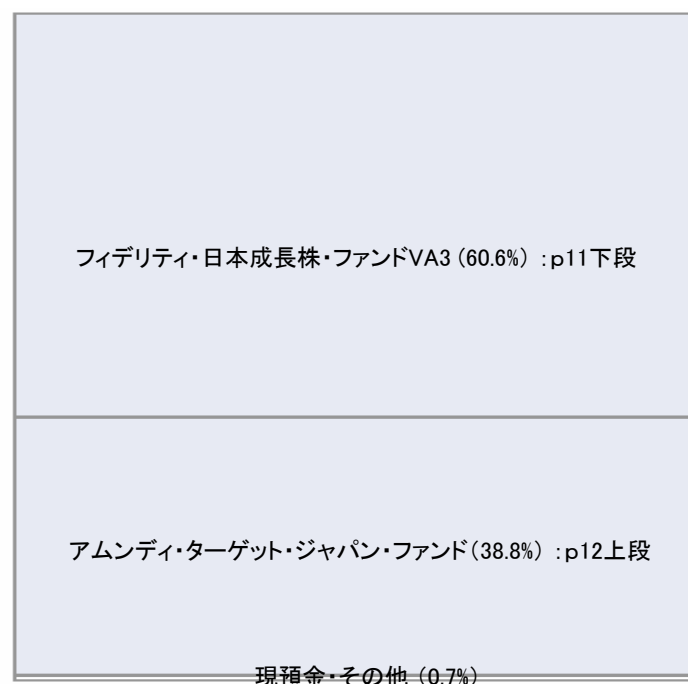 フィデリティ・日本成長株・ファンドVA3 (60.6%) :p11下段
アムンディ・ターゲット・ジャパン・ファンド(38.8%) :p12上段
現預金・その他 (0.7%)